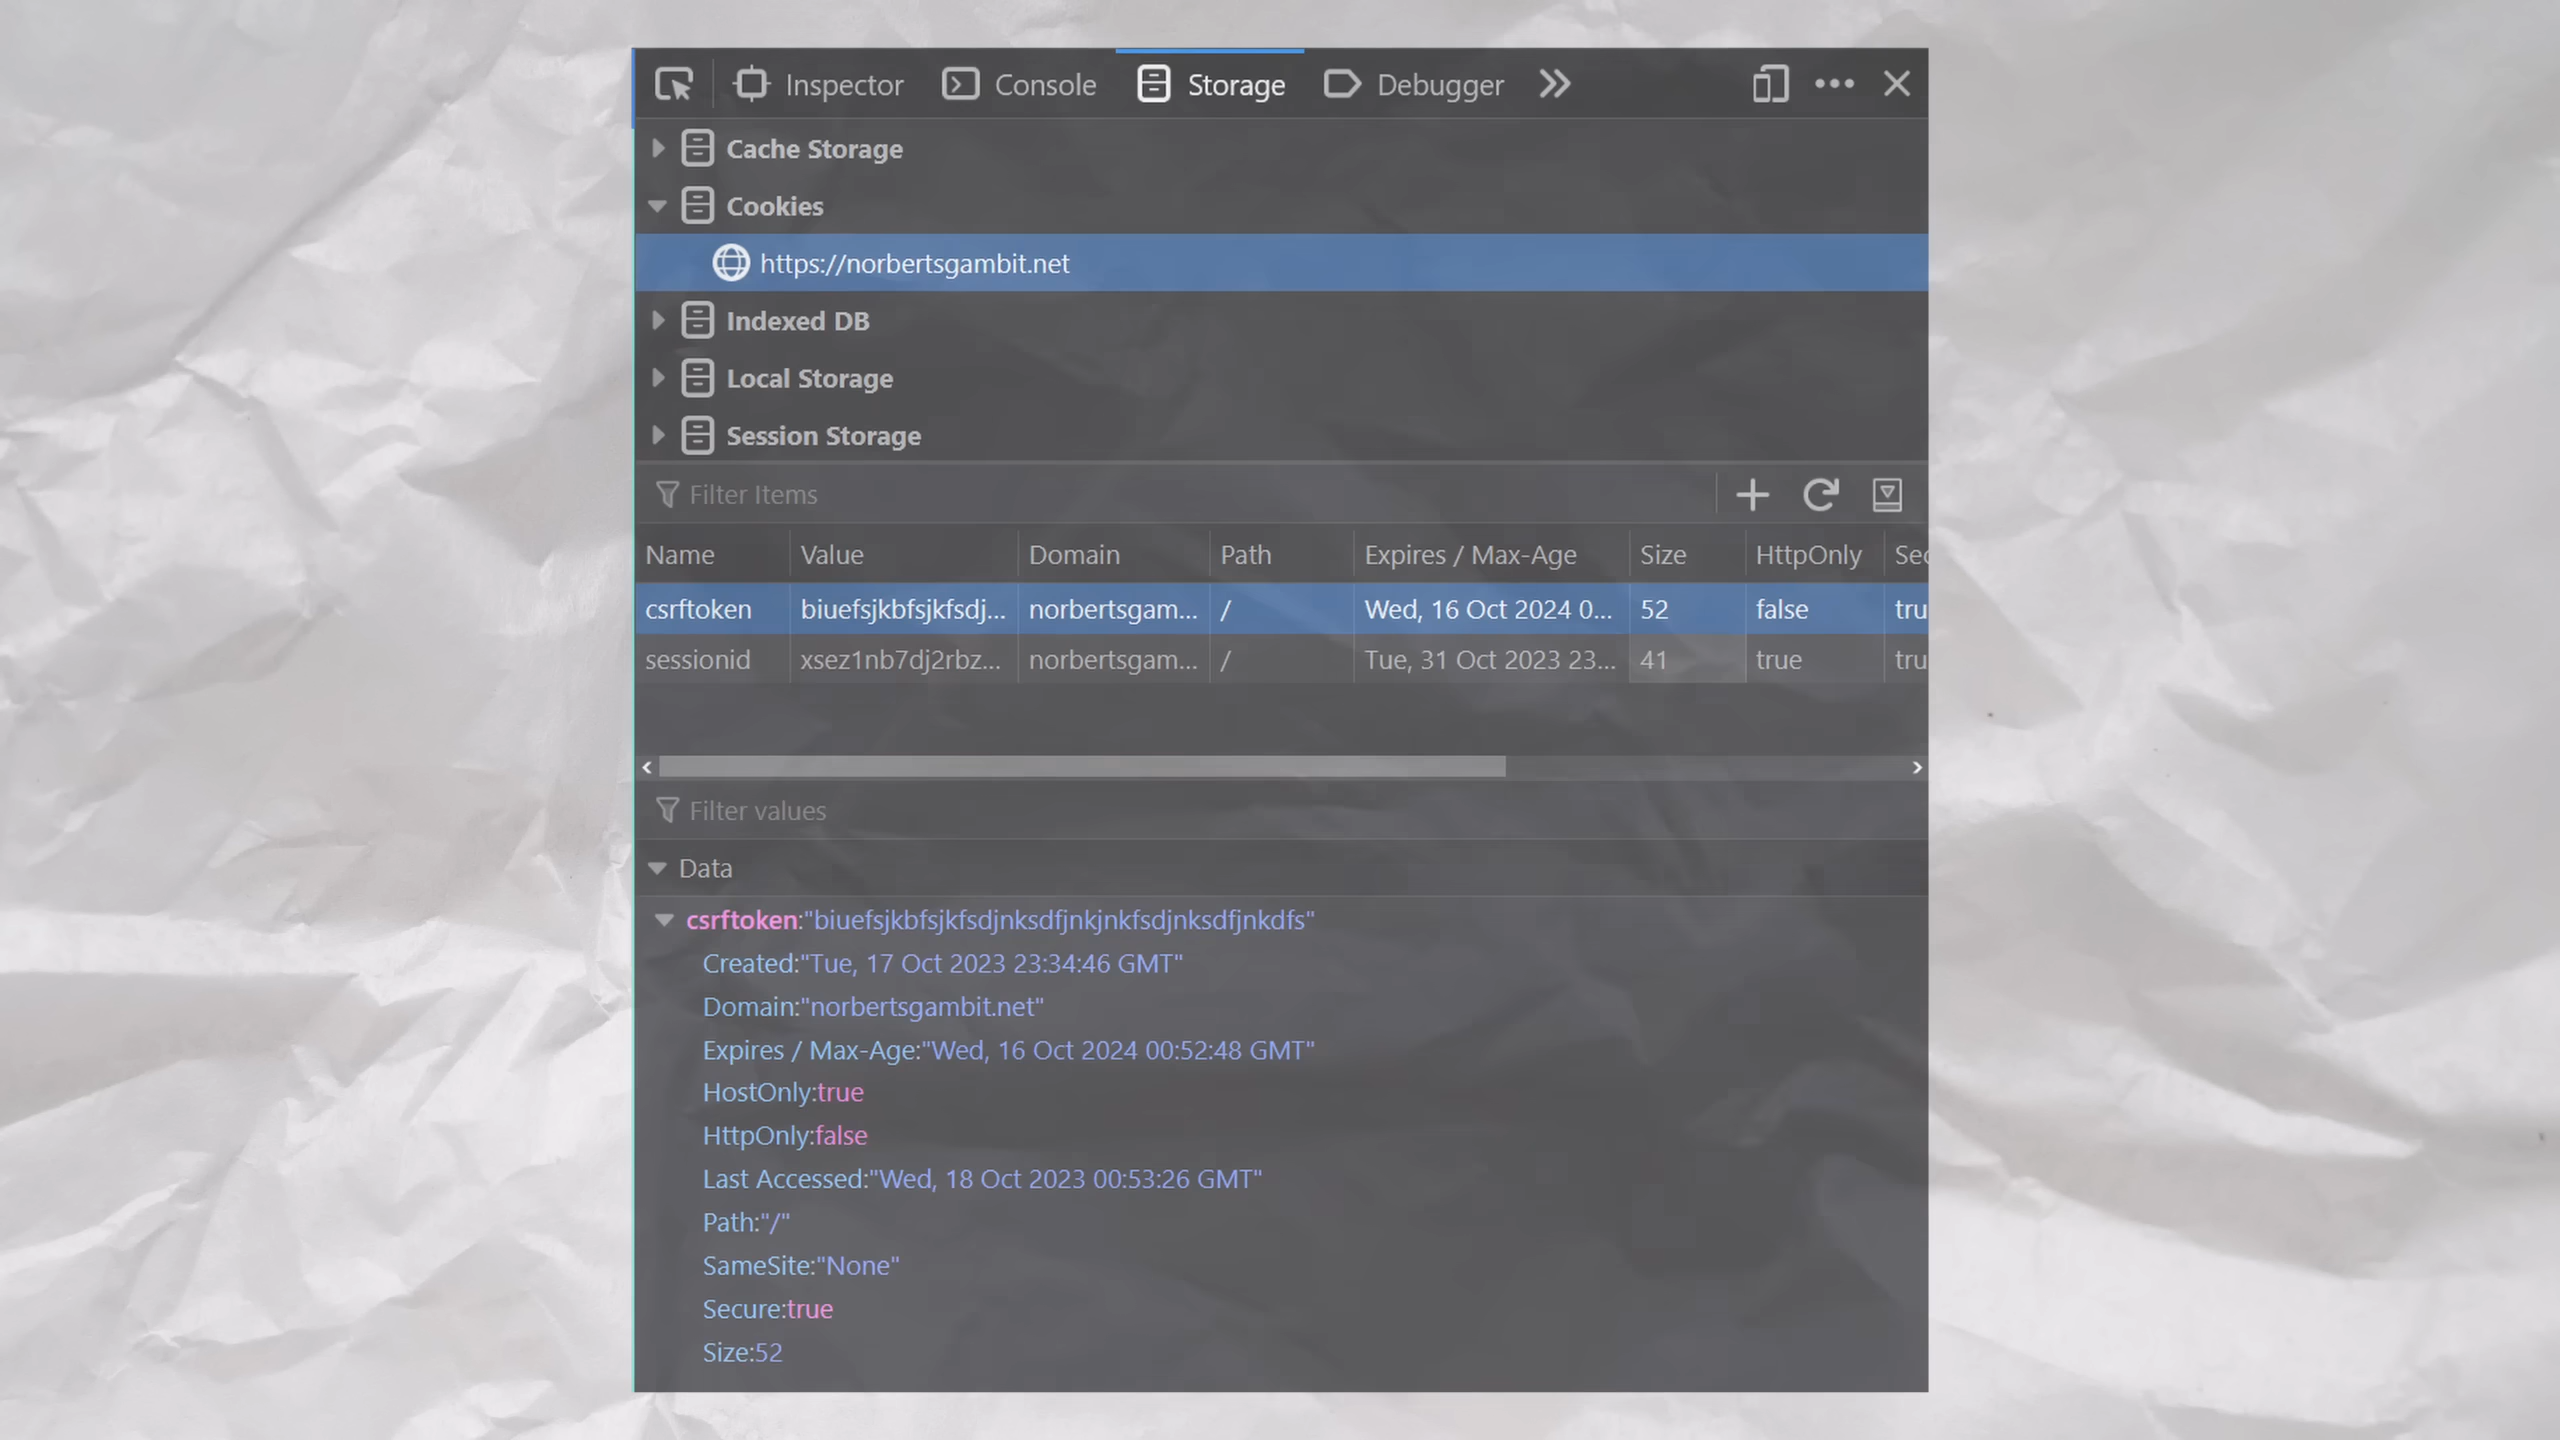 Inspector Console Storage Debugger
Cache Storage
Cookies
https://norbertsgambit.net
Indexed DB
Local Storage
Session Storage
Filter Items
Name Value Domain Path Expires / Max-Age Size HttpOnly Sec
csrftoken biuefsjkbfsjkfsdj... norbertsgam... / Wed, 16 Oct 2024 0... 52 false tru
sessionid xsez1nb7dj2rbz... norbertsgam... / Tue, 31 Oct 2023 23... 41 true tru
Filter values
Data
csrftoken:"biuefsjkbfsjkfsdjnksdfjnkjnkfsdjnksdfjnkdfs"
Created:"Tue, 17 Oct 2023 23:34:46 GMT"
Domain:"norbertsgambit.net"
Expires / Max-Age:"Wed, 16 Oct 2024 00:52:48 GMT"
HostOnly:true
HttpOnly:false
Last Accessed:"Wed, 18 Oct 2023 00:53:26 GMT"
Path:"/"
SameSite:"None"
Secure:true
Size:52